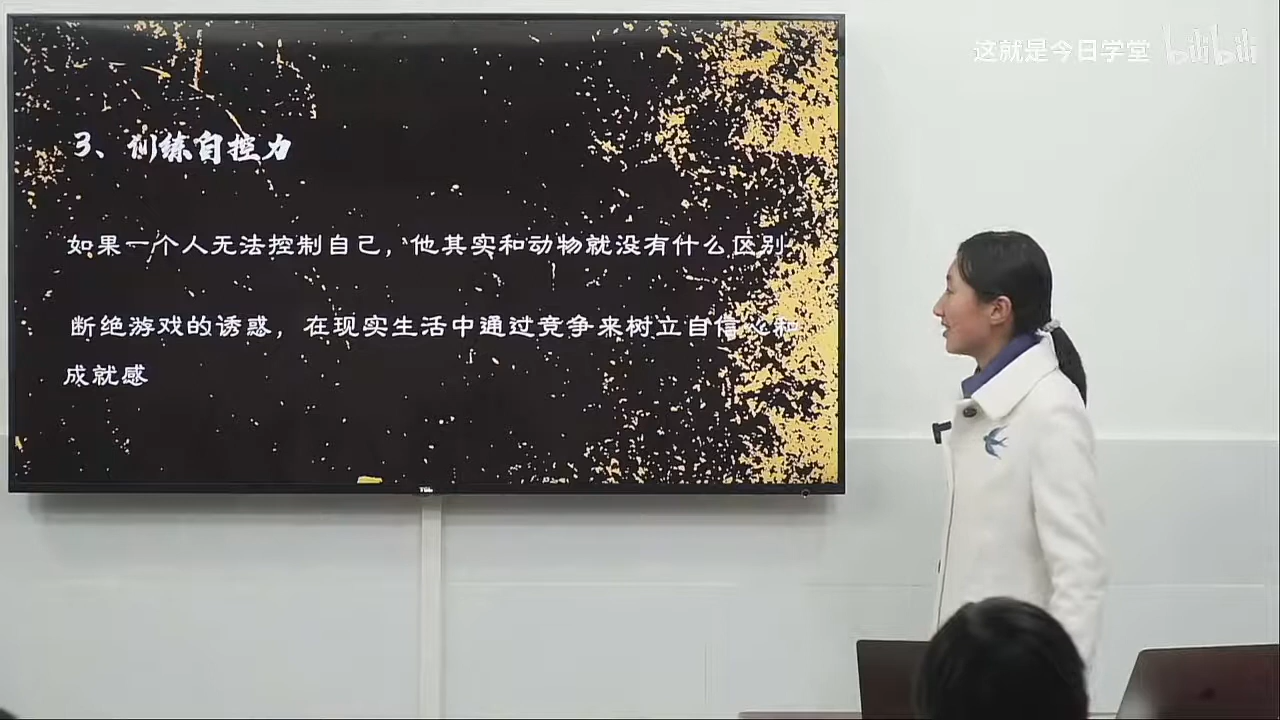 这就是今日学堂 bilibili
3、训练自控力
如果一个人无法控制自己，他其实和动物就没有什么区别
断绝游戏的诱惑，在现实生活中通过竞争来树立自信心和
成就感